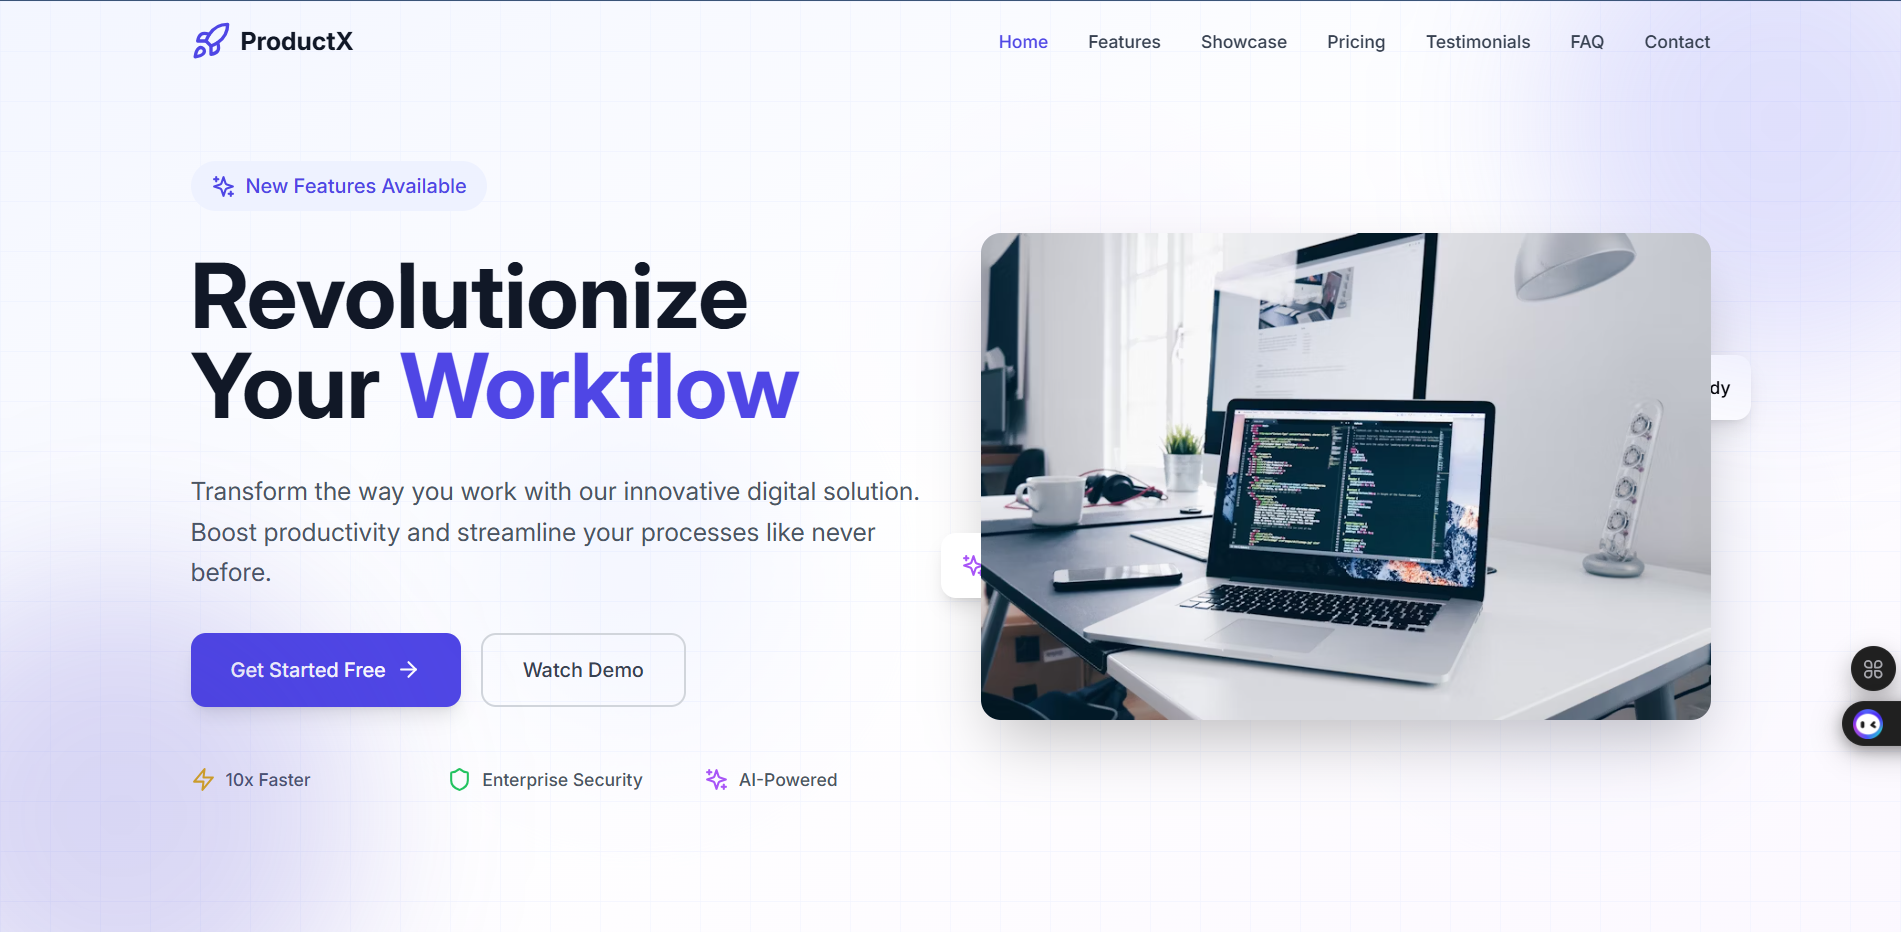 ProductX
Home Features Showcase Pricing Testimonials FAQ Contact
New Features Available
Revolutionize
Your Workflow
Transform the way you work with our innovative digital solution.
Boost productivity and streamline your processes like never
before.
Get Started Free
Watch Demo
10x Faster
Enterprise Security
AI-Powered